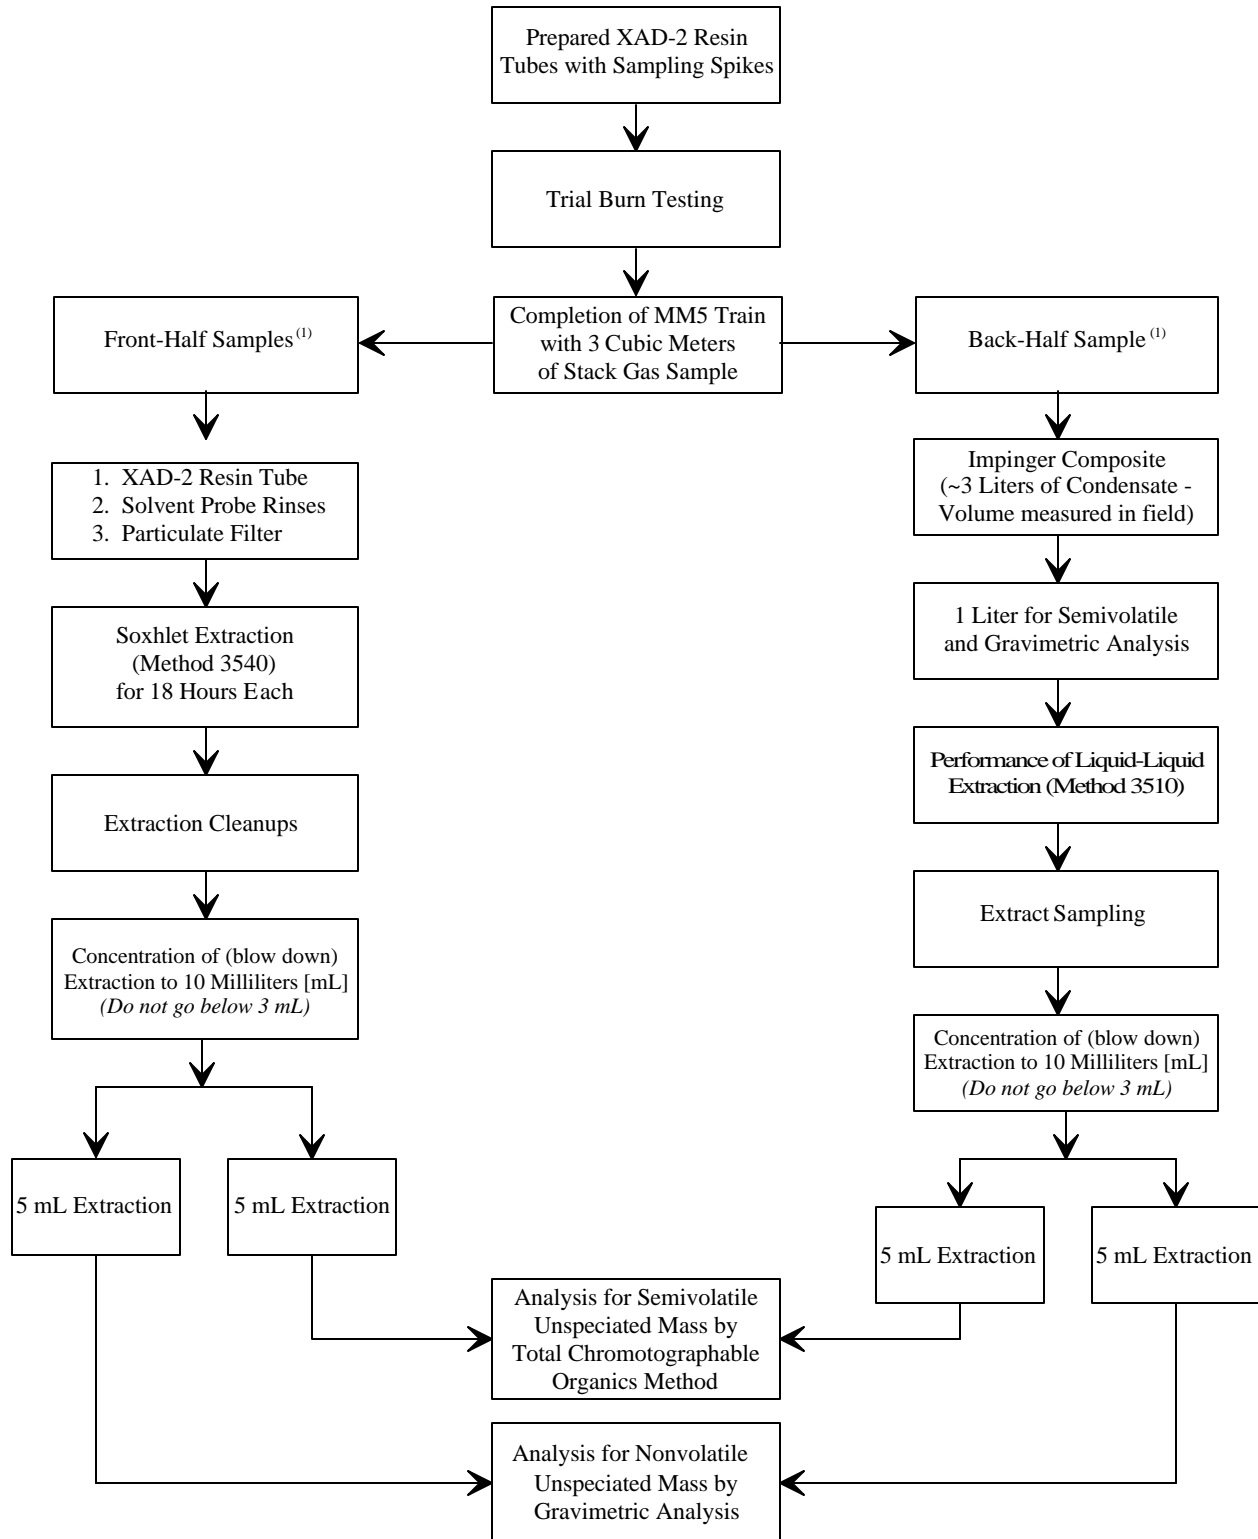 Prepared XAD-2 Resin
Tubes with Sampling Spikes
Trial Burn Testing
Completion of MM5 Train
with 3 Cubic Meters
of Stack Gas Sample
Front-Half Samples (1)
1. XAD-2 Resin Tube
2. Solvent Probe Rinses
3. Particulate Filter
Soxhlet Extraction
(Method 3540)
for 18 Hours Each
Extraction Cleanups
Concentration of (blow down)
Extraction to 10 Milliliters [mL]
(Do not go below 3 mL)
5 mL Extraction
5 mL Extraction
Back-Half Sample (1)
Impinger Composite
(~3 Liters of Condensate -
Volume measured in field)
1 Liter for Semivolatile
and Gravimetric Analysis
Performance of Liquid-Liquid
Extraction (Method 3510)
Extract Sampling
Concentration of (blow down)
Extraction to 10 Milliliters [mL]
(Do not go below 3 mL)
5 mL Extraction
5 mL Extraction
Analysis for Semivolatile
Unspeciated Mass by
Total Chromotographable
Organics Method
Analysis for Nonvolatile
Unspeciated Mass by
Gravimetric Analysis